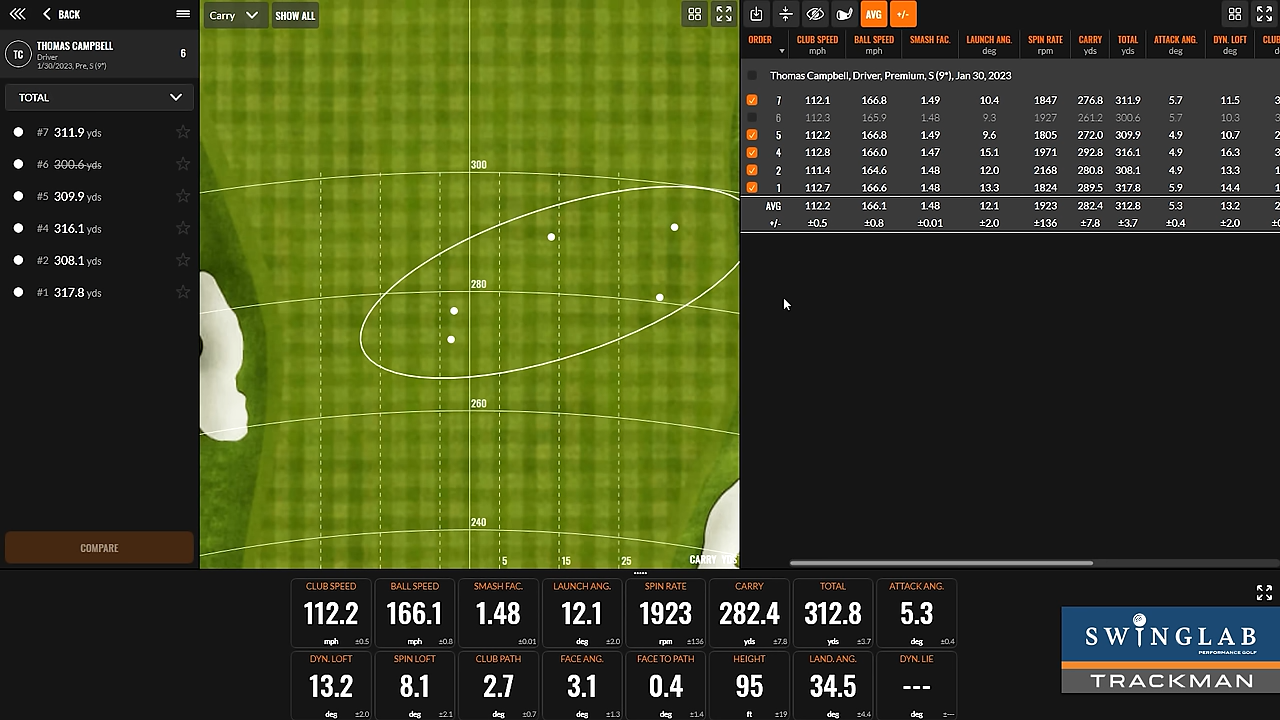 BACK
TC
THOMAS CAMPBELL
Driver
1/30/2023, Pre, S (9*)
6
TOTAL
#7 311.9 yds
#6 300.6 yds
#5 309.9 yds
#4 316.1 yds
#2 308.1 yds
#1 317.8 yds
COMPARE
Carry
SHOW ALL
300
280
260
240
5
15
25
CARRY YDS
AVG
+/-
ORDER CLUB SPEED BALL SPEED SMASH FAC. LAUNCH ANG. SPIN RATE CARRY TOTAL ATTACK ANG. DYN. LOFT CLUB
mph mph deg rpm yds yds deg deg d
Thomas Campbell, Driver, Premium, S (9*), Jan 30, 2023
7 112.1 166.8 1.49 10.4 1847 276.8 311.9 5.7 11.5 3
6 112.3 165.9 1.48 9.3 1927 261.2 300.6 5.7 10.3 3
5 112.2 166.8 1.49 9.6 1805 272.0 309.9 4.9 10.7
4 112.8 166.0 1.47 15.1 1971 292.8 316.1 4.9 16.3 3
2 111.4 164.6 1.48 12.0 2168 280.8 308.1 4.9 13.3 1
1 112.7 166.6 1.48 13.3 1824 289.5 317.8 5.9 14.4 1
AVG 112.2 166.1 1.48 12.1 1923 282.4 312.8 5.3 13.2 2
+/- ±0.5 ±0.8 ±0.01 ±2.0 ±136 ±7.8 ±3.7 ±0.4 ±2.0 ±0
CLUB SPEED BALL SPEED SMASH FAC. LAUNCH ANG. SPIN RATE CARRY TOTAL ATTACK ANG.
112.2 166.1 1.48 12.1 1923 282.4 312.8 5.3
mph ±0.5 mph ±0.8 ±0.01 deg ±2.0 rpm ±136 yds ±7.8 yds ±3.7 deg ±0.4
DYN. LOFT SPIN LOFT CLUB PATH FACE ANG. FACE TO PATH HEIGHT LAND. ANG. DYN. LIE
13.2 8.1 2.7 3.1 0.4 95 34.5 ---
deg ±2.0 deg ±2.1 deg ±0.7 deg ±1.3 deg ±1.4 ft ±19 deg ±4.4 deg ±---
SWINGLAB
PERFORMANCE GOLF
TRACKMAN